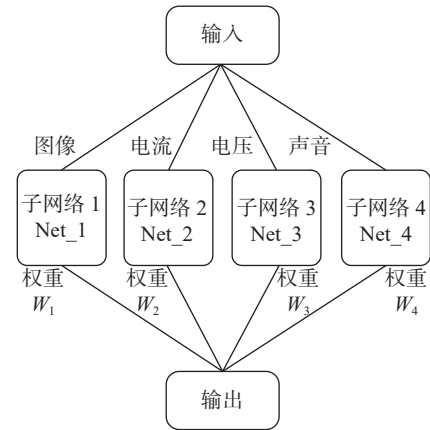 输入
图像
电流
电压
声音
子网络 1
Net_1
子网络 2
Net_2
子网络 3
Net_3
子网络 4
Net_4
权重
W₁
权重
W₂
权重
W₃
权重
W₄
输出